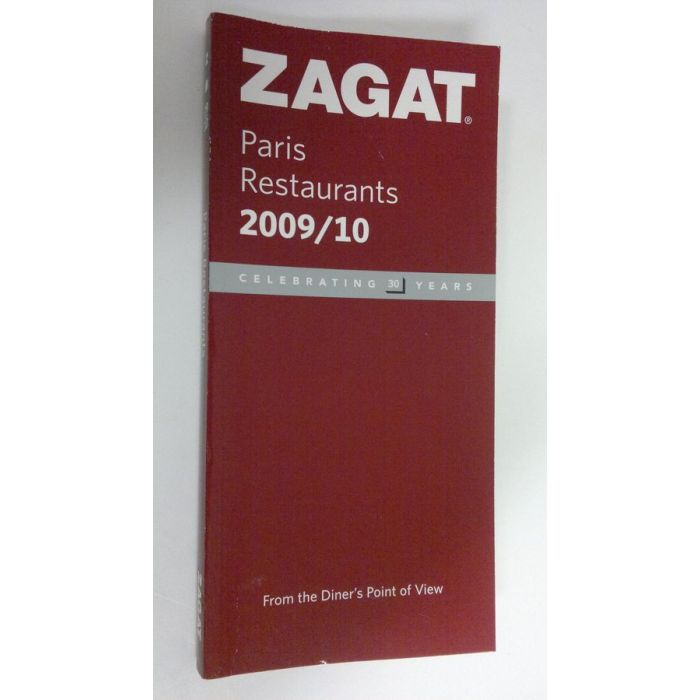 ZAGAT®
Paris
Restaurants
2009/10
CELEBRATING 30 YEARS
From the Diner's Point of View
ZAGAT